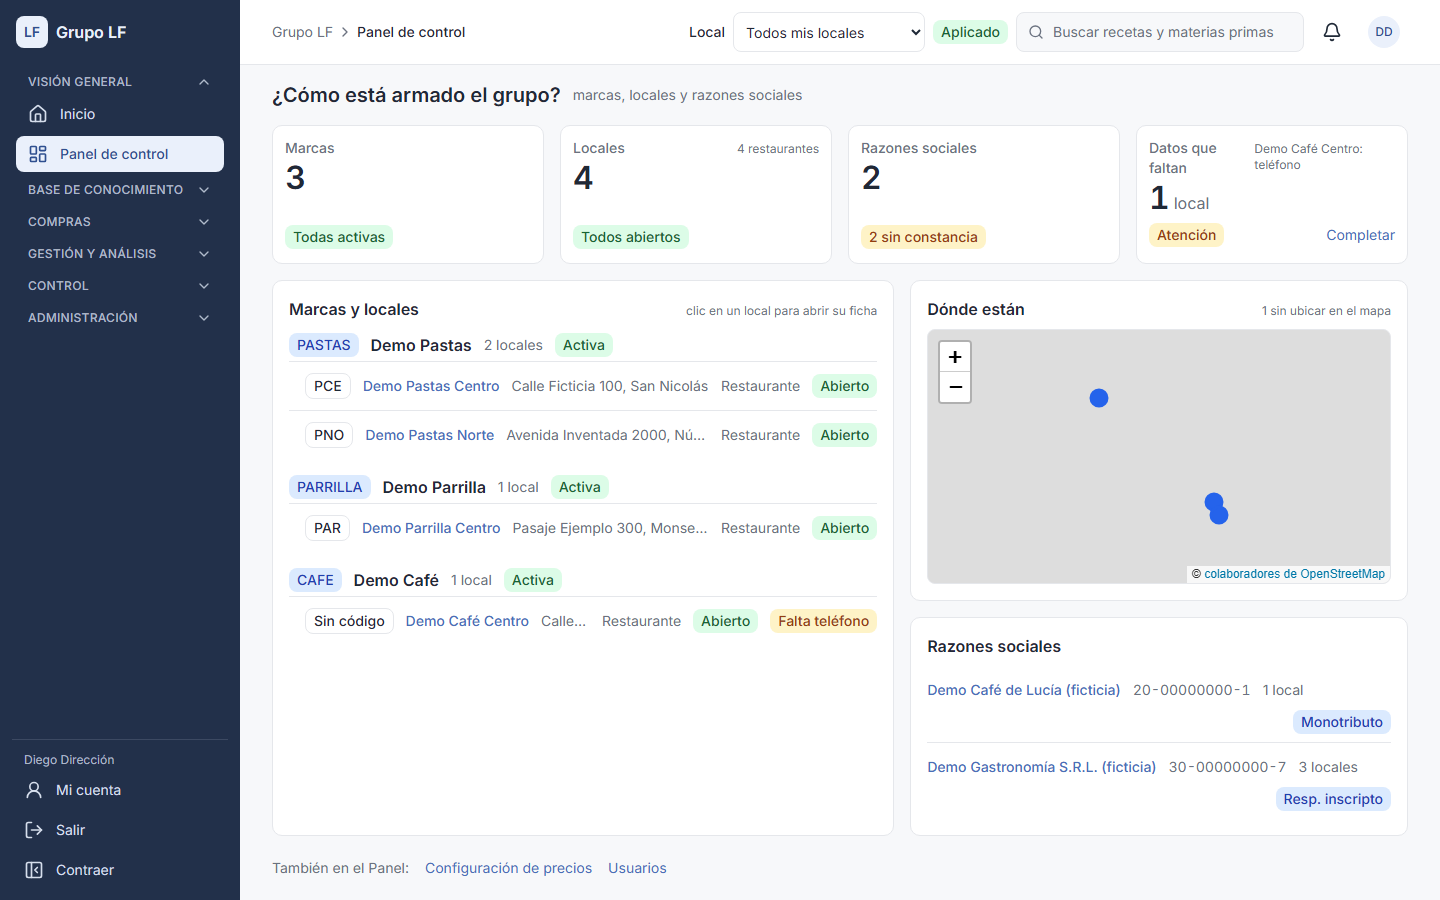 LF Grupo LF
VISIÓN GENERAL
Inicio
Panel de control
BASE DE CONOCIMIENTO
COMPRAS
GESTIÓN Y ANÁLISIS
CONTROL
ADMINISTRACIÓN
Diego Dirección
Mi cuenta
Salir
Contraer
Grupo LF > Panel de control
Local Todos mis locales Aplicado Buscar recetas y materias primas DD
¿Cómo está armado el grupo? marcas, locales y razones sociales
Marcas
3
Todas activas
Locales 4 restaurantes
4
Todos abiertos
Razones sociales
2
2 sin constancia
Datos que faltan
Demo Café Centro: teléfono
1 local
Atención Completar
Marcas y locales clic en un local para abrir su ficha
PASTAS Demo Pastas 2 locales Activa
PCE Demo Pastas Centro Calle Ficticia 100, San Nicolás Restaurante Abierto
PNO Demo Pastas Norte Avenida Inventada 2000, Nú... Restaurante Abierto
PARRILLA Demo Parrilla 1 local Activa
PAR Demo Parrilla Centro Pasaje Ejemplo 300, Monse... Restaurante Abierto
CAFE Demo Café 1 local Activa
Sin código Demo Café Centro Calle... Restaurante Abierto Falta teléfono
Dónde están 1 sin ubicar en el mapa
+
−
© colaboradores de OpenStreetMap
Razones sociales
Demo Café de Lucía (ficticia) 20-00000000-1 1 local
Monotributo
Demo Gastronomía S.R.L. (ficticia) 30-00000000-7 3 locales
Resp. inscripto
También en el Panel: Configuración de precios Usuarios